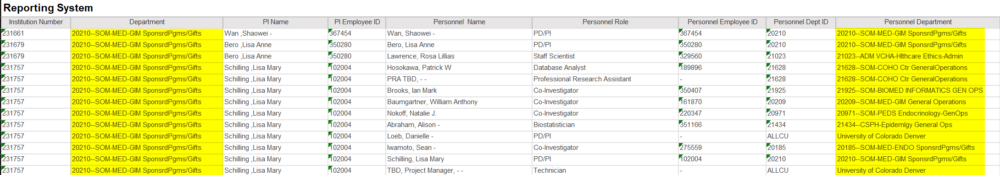 Reporting System
Institution Number Department PI Name PI Employee ID Personnel Name Personnel Role Personnel Employee ID Personnel Dept ID Personnel Department
231661 20210--SOM-MED-GIM SponsrdPgms/Gifts Wan ,Shaowei - 367454 Wan, Shaowei - PD/PI 367454 20210 20210--SOM-MED-GIM SponsrdPgms/Gifts
231679 20210--SOM-MED-GIM SponsrdPgms/Gifts Bero ,Lisa Anne 350280 Bero, Lisa Anne PD/PI 350280 20210 20210--SOM-MED-GIM SponsrdPgms/Gifts
231679 20210--SOM-MED-GIM SponsrdPgms/Gifts Bero ,Lisa Anne 350280 Lawrence, Rosa Lillias Staff Scientist 329560 21023 21023--ADM VCHA-Hlthcare Ethics-Admin
231757 20210--SOM-MED-GIM SponsrdPgms/Gifts Schilling ,Lisa Mary 102004 Hosokawa, Patrick W Database Analyst 189896 21628 21628--SOM-COHO Ctr GeneralOperations
231757 20210--SOM-MED-GIM SponsrdPgms/Gifts Schilling ,Lisa Mary 102004 PRA TBD, - - Professional Research Assistant - 21628 21628--SOM-COHO Ctr GeneralOperations
231757 20210--SOM-MED-GIM SponsrdPgms/Gifts Schilling ,Lisa Mary 102004 Brooks, Ian Mark Co-Investigator 350407 21925 21925--SOM-BIOMED INFORMATICS GEN OPS
231757 20210--SOM-MED-GIM SponsrdPgms/Gifts Schilling ,Lisa Mary 102004 Baumgartner, William Anthony Co-Investigator 161870 20209 20209--SOM-MED-GIM General Operations
231757 20210--SOM-MED-GIM SponsrdPgms/Gifts Schilling ,Lisa Mary 102004 Nokoff, Natalie J. Co-Investigator 220347 20971 20971--SOM-PEDS Endocrinology-GenOps
231757 20210--SOM-MED-GIM SponsrdPgms/Gifts Schilling ,Lisa Mary 102004 Abraham, Alison - Biostatistician 351166 21434 21434--CSPH-Epidemlgy General Ops
231757 20210--SOM-MED-GIM SponsrdPgms/Gifts Schilling ,Lisa Mary 102004 Loeb, Danielle - PD/PI - ALLCU University of Colorado Denver
231757 20210--SOM-MED-GIM SponsrdPgms/Gifts Schilling ,Lisa Mary 102004 Iwamoto, Sean - Co-Investigator 275559 20185 20185--SOM-MED-ENDO SponsrdPgms/Gifts
231757 20210--SOM-MED-GIM SponsrdPgms/Gifts Schilling ,Lisa Mary 102004 Schilling, Lisa Mary PD/PI 102004 20210 20210--SOM-MED-GIM SponsrdPgms/Gifts
231757 20210--SOM-MED-GIM SponsrdPgms/Gifts Schilling ,Lisa Mary 102004 TBD, Project Manager, - - Technician - ALLCU University of Colorado Denver